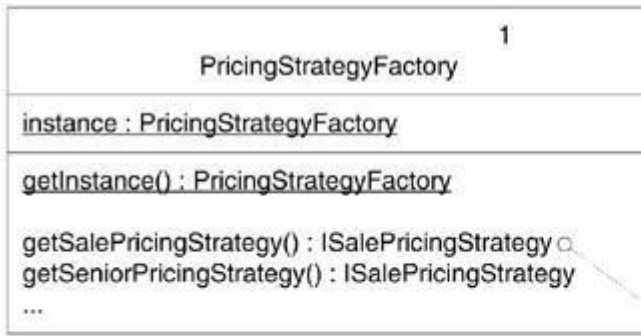 1
PricingStrategyFactory
instance : PricingStrategyFactory
getInstance() : PricingStrategyFactory
getSalePricingStrategy() : ISalePricingStrategy
getSeniorPricingStrategy() : ISalePricingStrategy
...